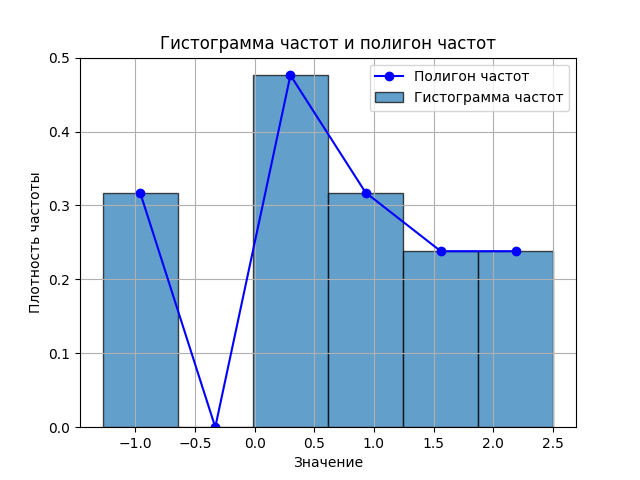 Гистограмма частот и полигон частот
Полигон частот
Гистограмма частот
Плотность частоты
0.5
0.4
0.3
0.2
0.1
0.0
−1.0 −0.5 0.0 0.5 1.0 1.5 2.0 2.5
Значение